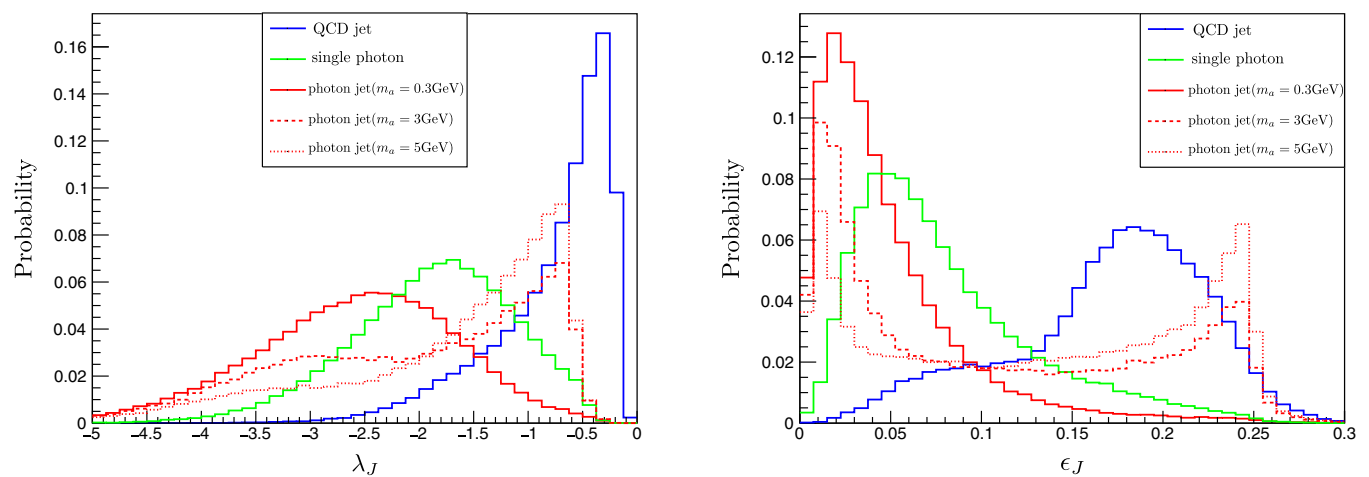 QCD jet
single photon
photon jet(m_a = 0.3GeV)
photon jet(m_a = 3GeV)
photon jet(m_a = 5GeV)
Probability
0.16
0.14
0.12
0.1
0.08
0.06
0.04
0.02
0
−5 −4.5 −4 −3.5 −3 −2.5 −2 −1.5 −1 −0.5 0
λ_J
QCD jet
single photon
photon jet(m_a = 0.3GeV)
photon jet(m_a = 3GeV)
photon jet(m_a = 5GeV)
Probability
0.12
0.1
0.08
0.06
0.04
0.02
0
0 0.05 0.1 0.15 0.2 0.25 0.3
ϵ_J